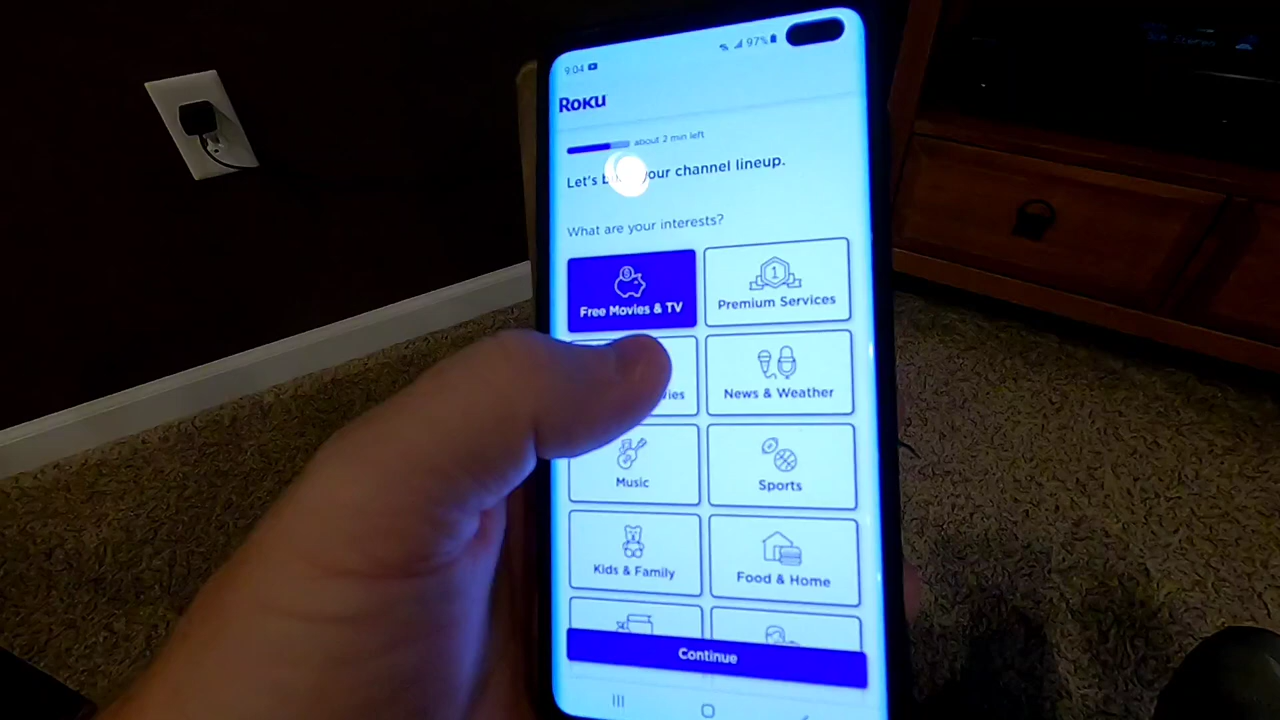 9:04 97%
Roku
about 2 min left
Let's your channel lineup.
What are your interests?
Free Movies & TV
Premium Services
News & Weather
Music
Sports
Kids & Family
Food & Home
Continue